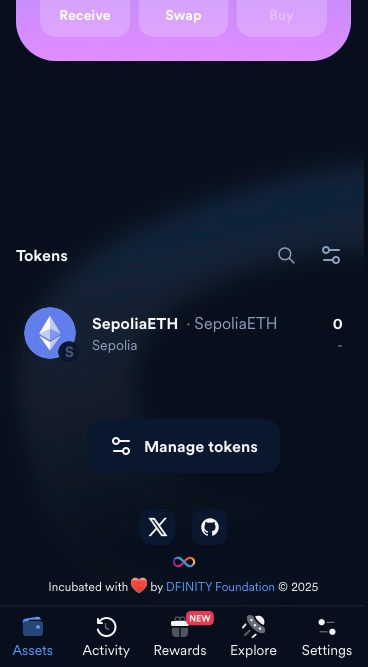 Receive
Swap
Buy
Tokens
SepoliaETH · SepoliaETH 0
Sepolia -
S
Manage tokens
Incubated with ❤️ by DFINITY Foundation © 2025
NEW
Assets
Activity
Rewards
Explore
Settings